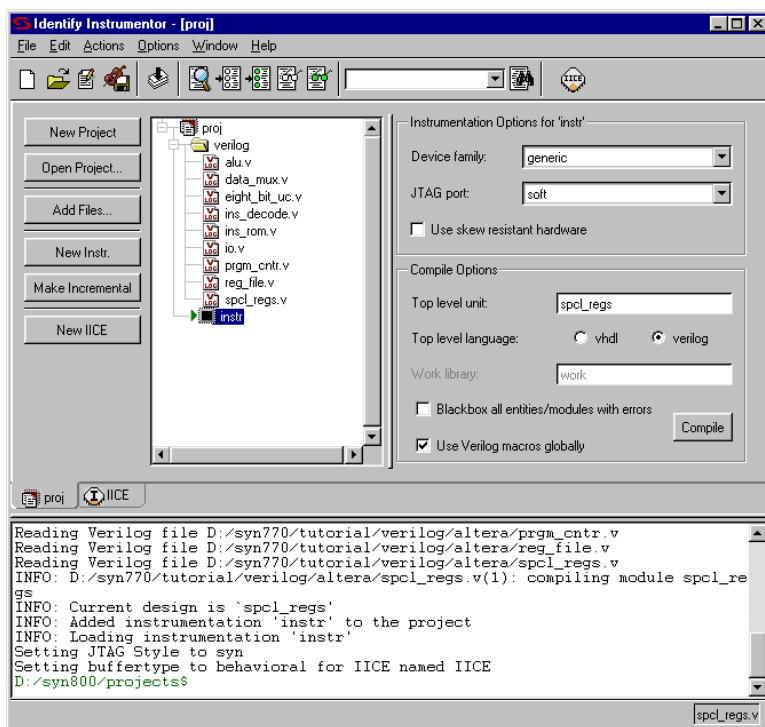 Identify Instrumentor - [proj]
File Edit Actions Options Window Help
IICE
New Project
Open Project...
Add Files...
New Instr.
Make Incremental
New IICE
proj
verilog
alu.v
data_mux.v
eight_bit_uc.v
ins_decode.v
ins_rom.v
io.v
prgm_cntr.v
reg_file.v
spcl_regs.v
instr
Instrumentation Options for 'instr'
Device family: generic
JTAG port: soft
Use skew resistant hardware
Compile Options
Top level unit: spcl_regs
Top level language: vhdl verilog
Work library: work
Blackbox all entities/modules with errors
Compile
Use Verilog macros globally
proj IICE
Reading Verilog file D:/syn770/tutorial/verilog/altera/prgm_cntr.v
Reading Verilog file D:/syn770/tutorial/verilog/altera/reg_file.v
Reading Verilog file D:/syn770/tutorial/verilog/altera/spcl_regs.v
INFO: D:/syn770/tutorial/verilog/altera/spcl_regs.v(1): compiling module spcl_re
gs
INFO: Current design is `spcl_regs'
INFO: Added instrumentation 'instr' to the project
INFO: Loading instrumentation 'instr'
Setting JTAG Style to syn
Setting buffertype to behavioral for IICE named IICE
D:/syn800/projects$
spcl_regs.v